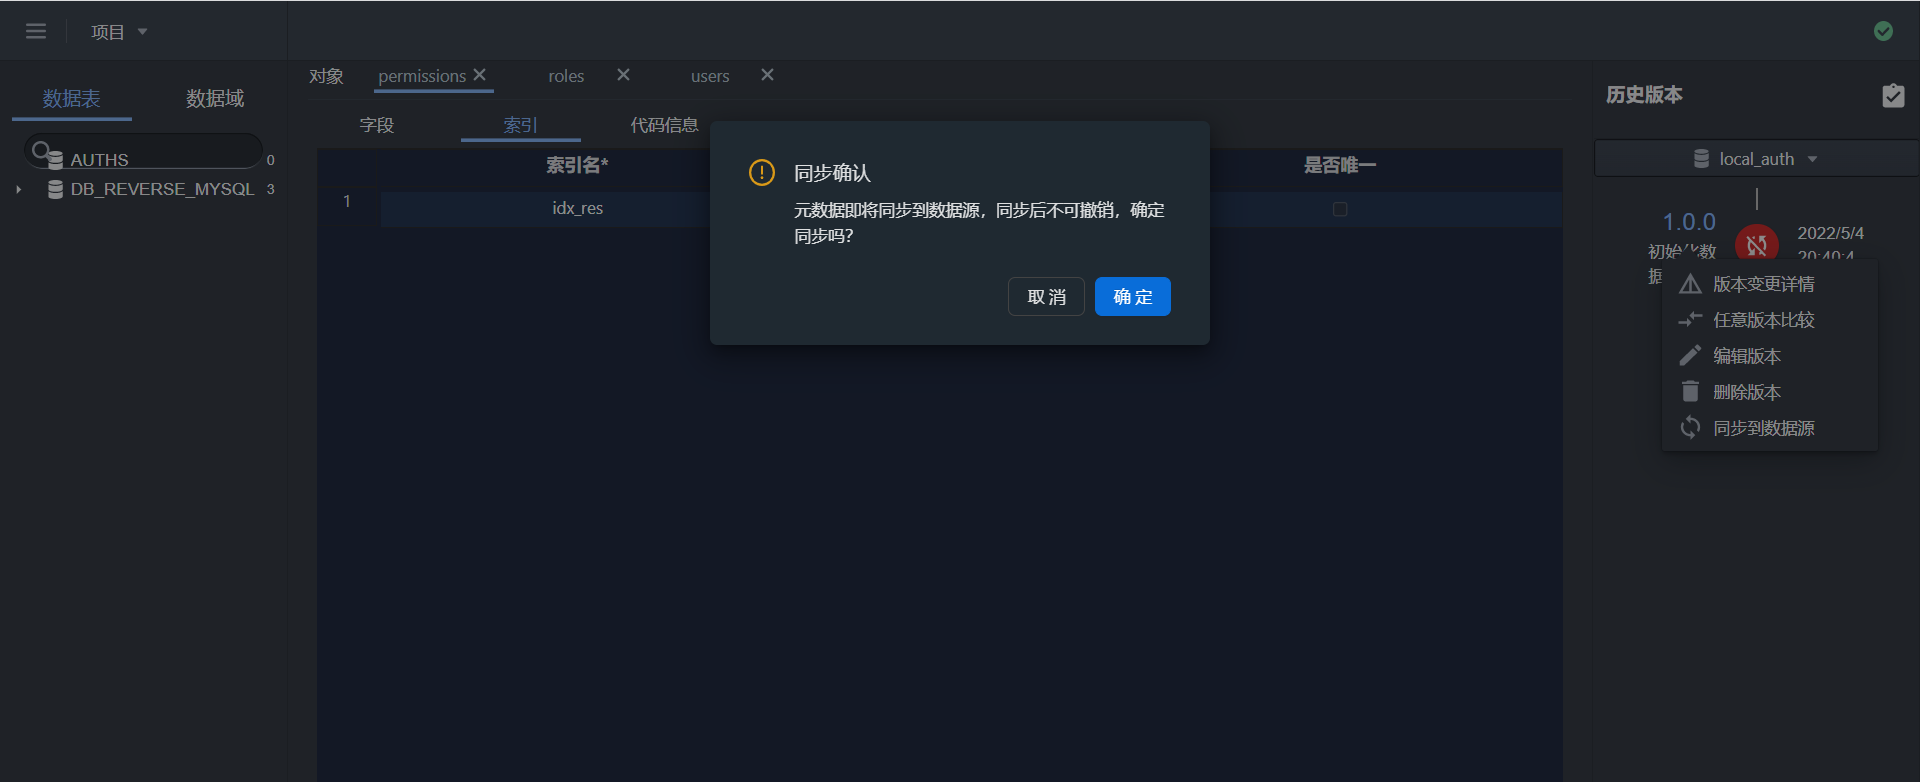 项目
数据表 数据域
AUTHS 0
DB_REVERSE_MYSQL 3
对象 permissions roles users
字段 索引 代码信息
索引名* 是否唯一
1 idx_res
同步确认
元数据即将同步到数据源，同步后不可撤销，确定
同步吗？
取消 确定
历史版本
local_auth
1.0.0
初始化数
据
2022/5/4
20:40:4
版本变更详情
任意版本比较
编辑版本
删除版本
同步到数据源